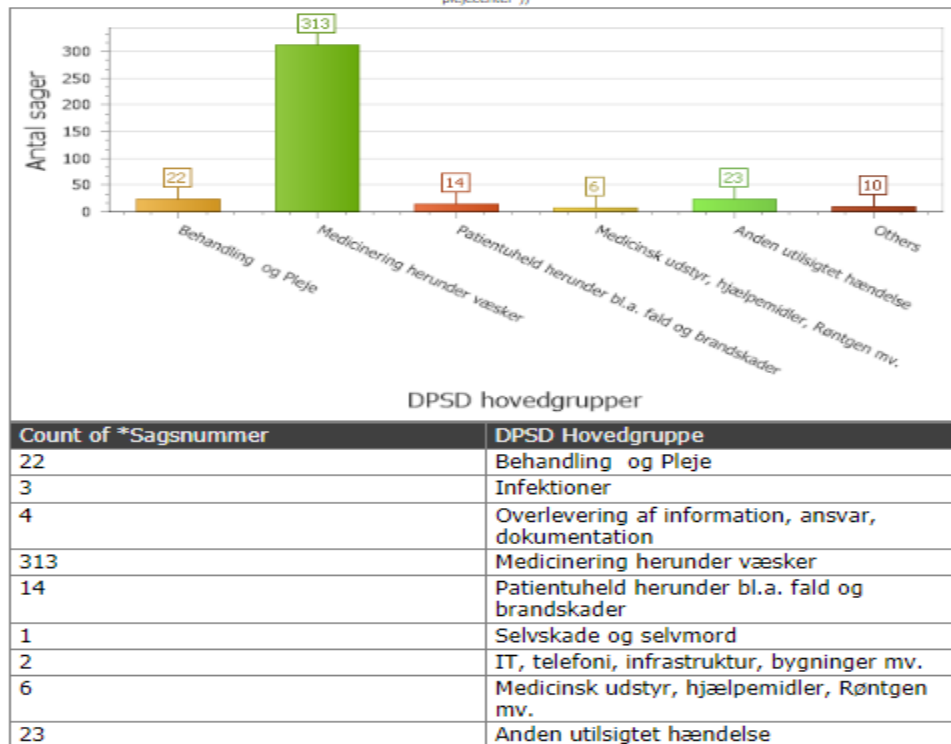 plejecenter ))
313
300
250
200
150
100
50
0
Antal sager
22
14
6
23
10
Behandling og Pleje
Medicinering herunder væsker
Patientuheld herunder bl.a. fald og brandskader
Medicinsk udstyr, hjælpemidler, Røntgen mv.
Anden utilsigtet hændelse
Others
DPSD hovedgrupper
Count of *Sagsnummer DPSD Hovedgruppe
22 Behandling og Pleje
3 Infektioner
4 Overlevering af information, ansvar,
dokumentation
313 Medicinering herunder væsker
14 Patientuheld herunder bl.a. fald og
brandskader
1 Selvskade og selvmord
2 IT, telefoni, infrastruktur, bygninger mv.
6 Medicinsk udstyr, hjælpemidler, Røntgen
mv.
23 Anden utilsigtet hændelse